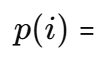 p(i) =